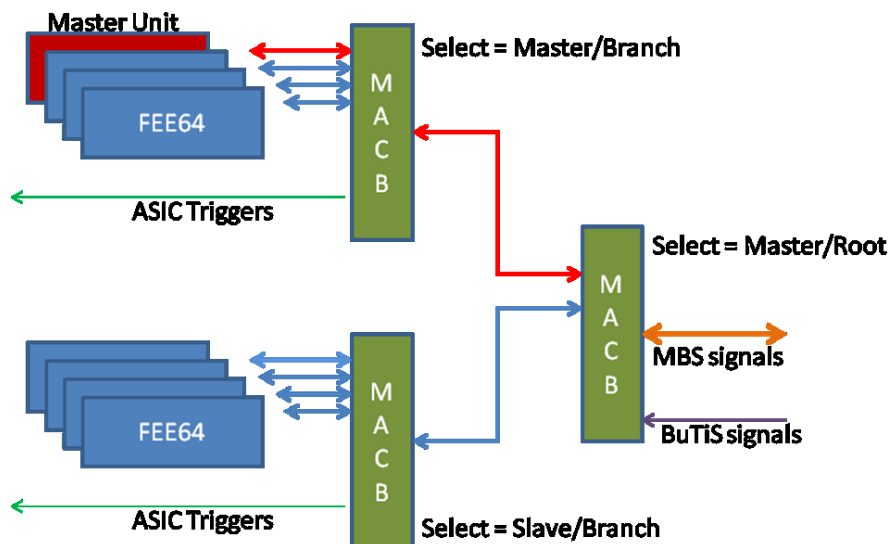 Master Unit
Select = Master/Branch
FEE64
M
A
C
B
ASIC Triggers
Select = Master/Root
M
A
C
B
MBS signals
BuTiS signals
FEE64
M
A
C
B
ASIC Triggers
Select = Slave/Branch